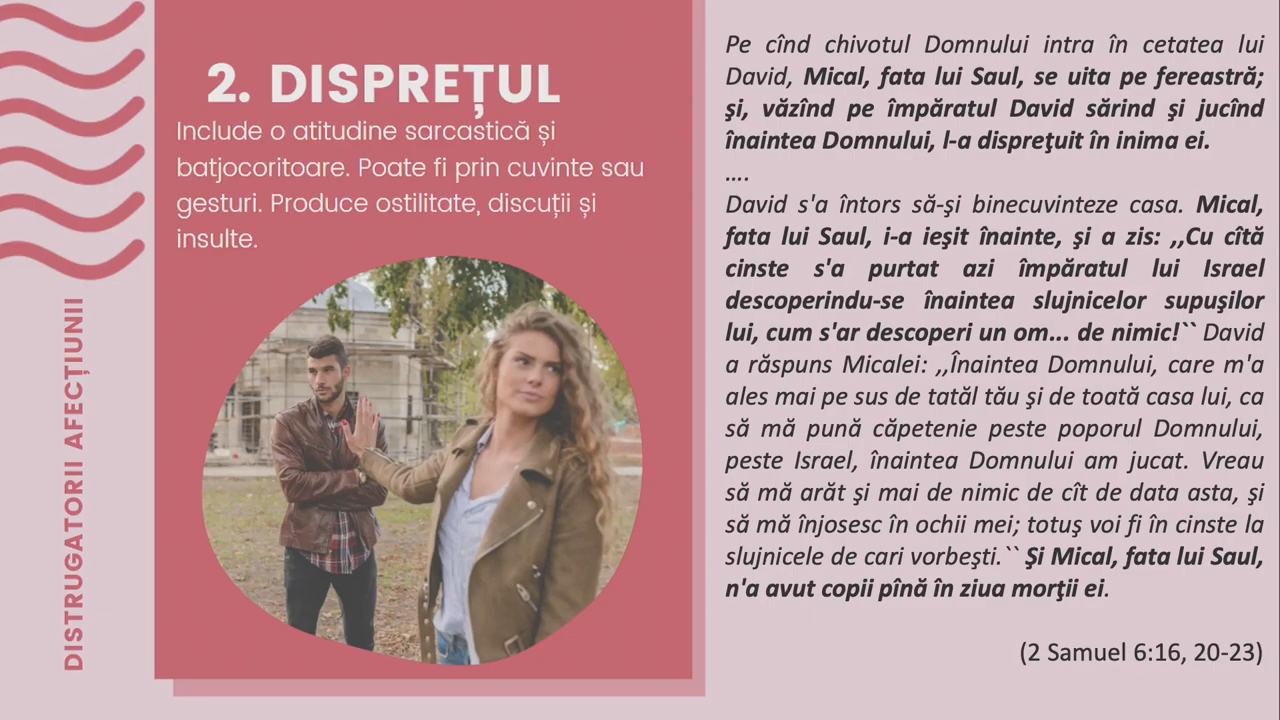 2. DISPREȚUL
Include o atitudine sarcastică și
batjocoritoare. Poate fi prin cuvinte sau
gesturi. Produce ostilitate, discuții și
insulte.
DISTRUGATORII AFECȚIUNII
Pe cînd chivotul Domnului intra în cetatea lui
David, Mical, fata lui Saul, se uita pe fereastră;
şi, văzînd pe împăratul David sărind şi jucînd
înaintea Domnului, l-a dispreţuit în inima ei.
....
David s'a întors să-şi binecuvinteze casa. Mical,
fata lui Saul, i-a ieşit înainte, şi a zis: ,,Cu cîtă
cinste s'a purtat azi împăratul lui Israel
descoperindu-se înaintea slujnicelor supuşilor
lui, cum s'ar descoperi un om... de nimic!`` David
a răspuns Micalei: ,,Înaintea Domnului, care m'a
ales mai pe sus de tatăl tău şi de toată casa lui, ca
să mă pună căpetenie peste poporul Domnului,
peste Israel, înaintea Domnului am jucat. Vreau
să mă arăt şi mai de nimic de cît de data asta, şi
să mă înjosesc în ochii mei; totuş voi fi în cinste la
slujnicele de cari vorbeşti.`` Şi Mical, fata lui Saul,
n'a avut copii pînă în ziua morţii ei.
(2 Samuel 6:16, 20-23)